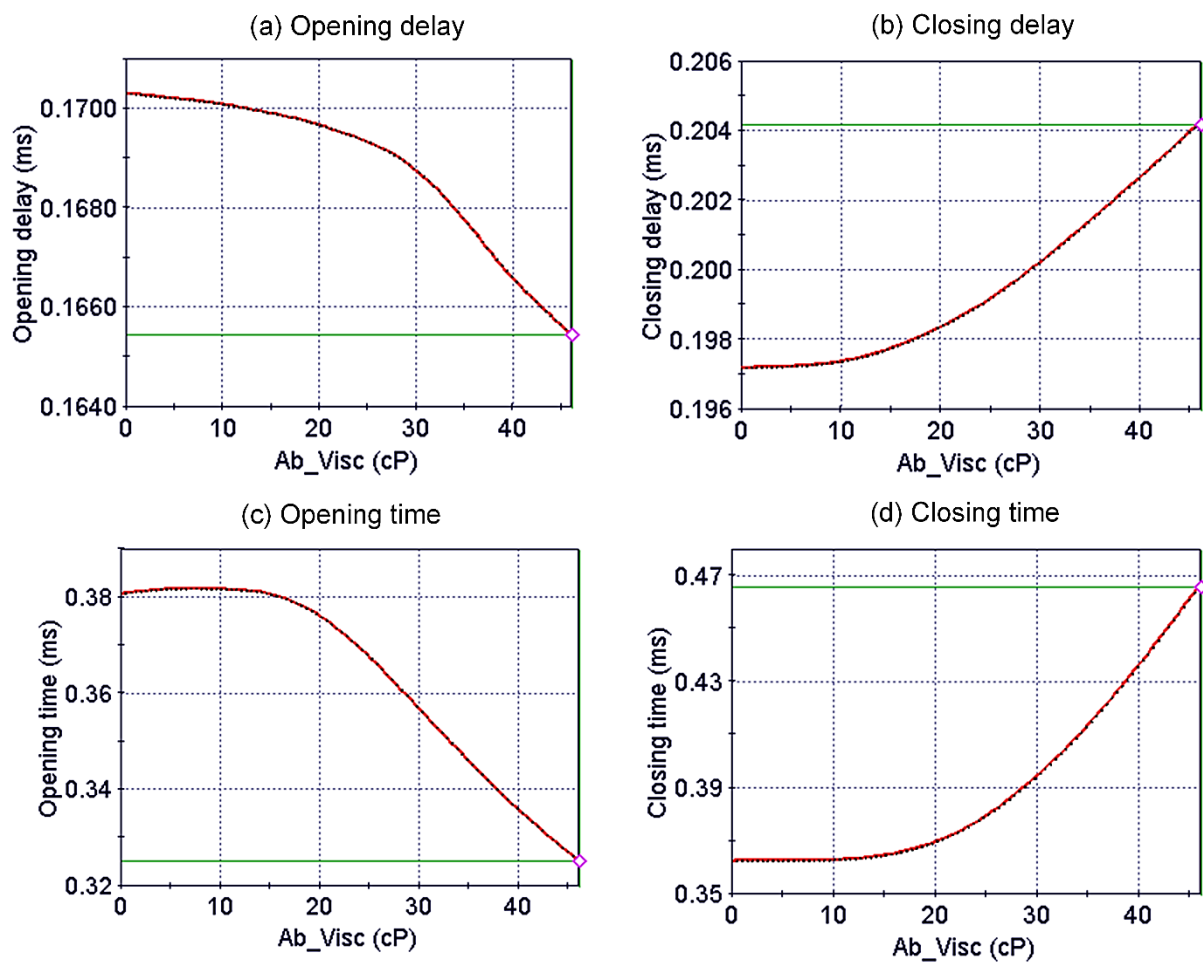 (a) Opening delay
Opening delay (ms)
0.1700
0.1680
0.1660
0.1640
0 10 20 30 40
Ab_Visc (cP)
(b) Closing delay
Closing delay (ms)
0.206
0.204
0.202
0.200
0.198
0.196
0 10 20 30 40
Ab_Visc (cP)
(c) Opening time
Opening time (ms)
0.38
0.36
0.34
0.32
0 10 20 30 40
Ab_Visc (cP)
(d) Closing time
Closing time (ms)
0.47
0.43
0.39
0.35
0 10 20 30 40
Ab_Visc (cP)